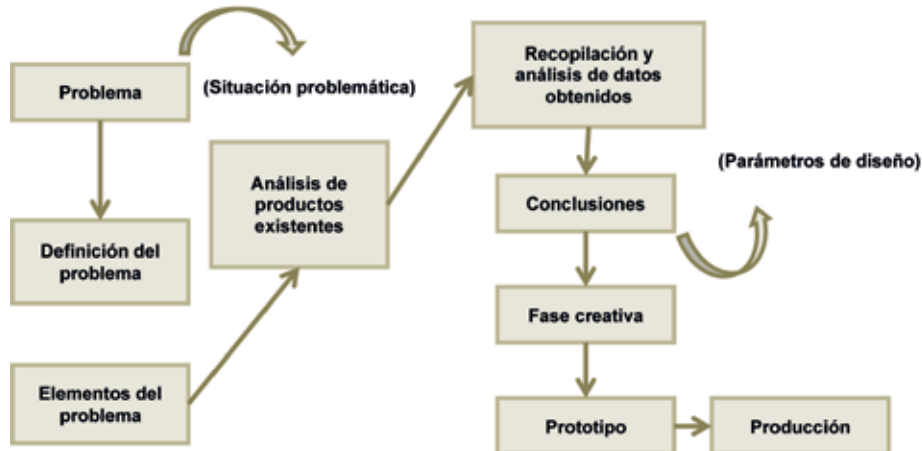 Problema
(Situación problemática)
Definición del
problema
Elementos del
problema
Análisis de
productos
existentes
Recopilación y
análisis de datos
obtenidos
Conclusiones
(Parámetros de diseño)
Fase creativa
Prototipo
Producción